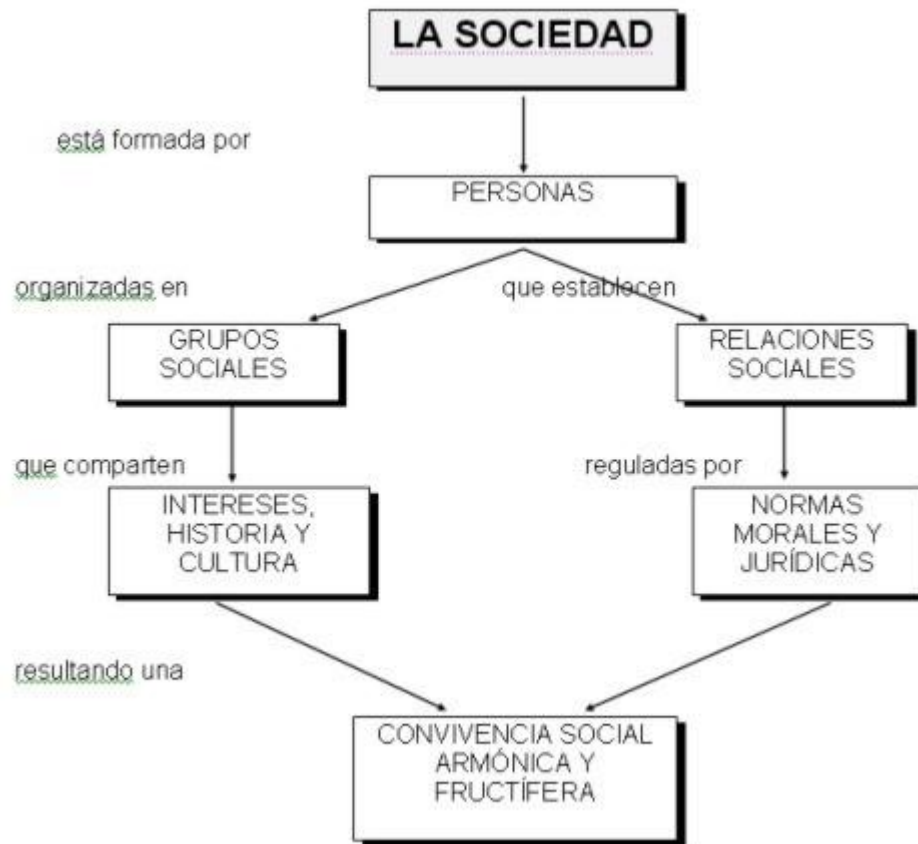 LA SOCIEDAD
está formada por
PERSONAS
organizadas en
que establecen
GRUPOS
SOCIALES
RELACIONES
SOCIALES
que comparten
reguladas por
INTERESES,
HISTORIA Y
CULTURA
NORMAS
MORALES Y
JURÍDICAS
resultando una
CONVIVENCIA SOCIAL
ARMÓNICA Y
FRUCTÍFERA